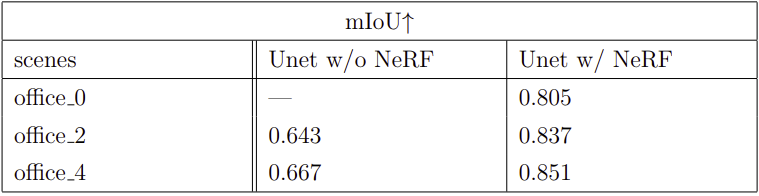 mIoU↑
scenes Unet w/o NeRF Unet w/ NeRF
office_0 — 0.805
office_2 0.643 0.837
office_4 0.667 0.851